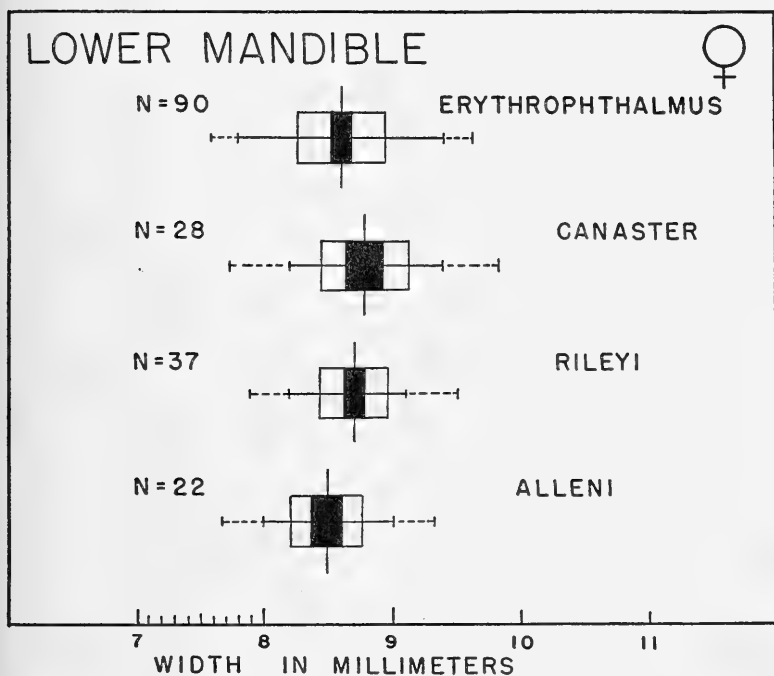 LOWER MANDIBLE ♀
N=90 ERYTHROPHTHALMUS
N=28 CANASTER
N=37 RILEYI
N=22 ALLENI
7 8 9 10 11
WIDTH IN MILLIMETERS